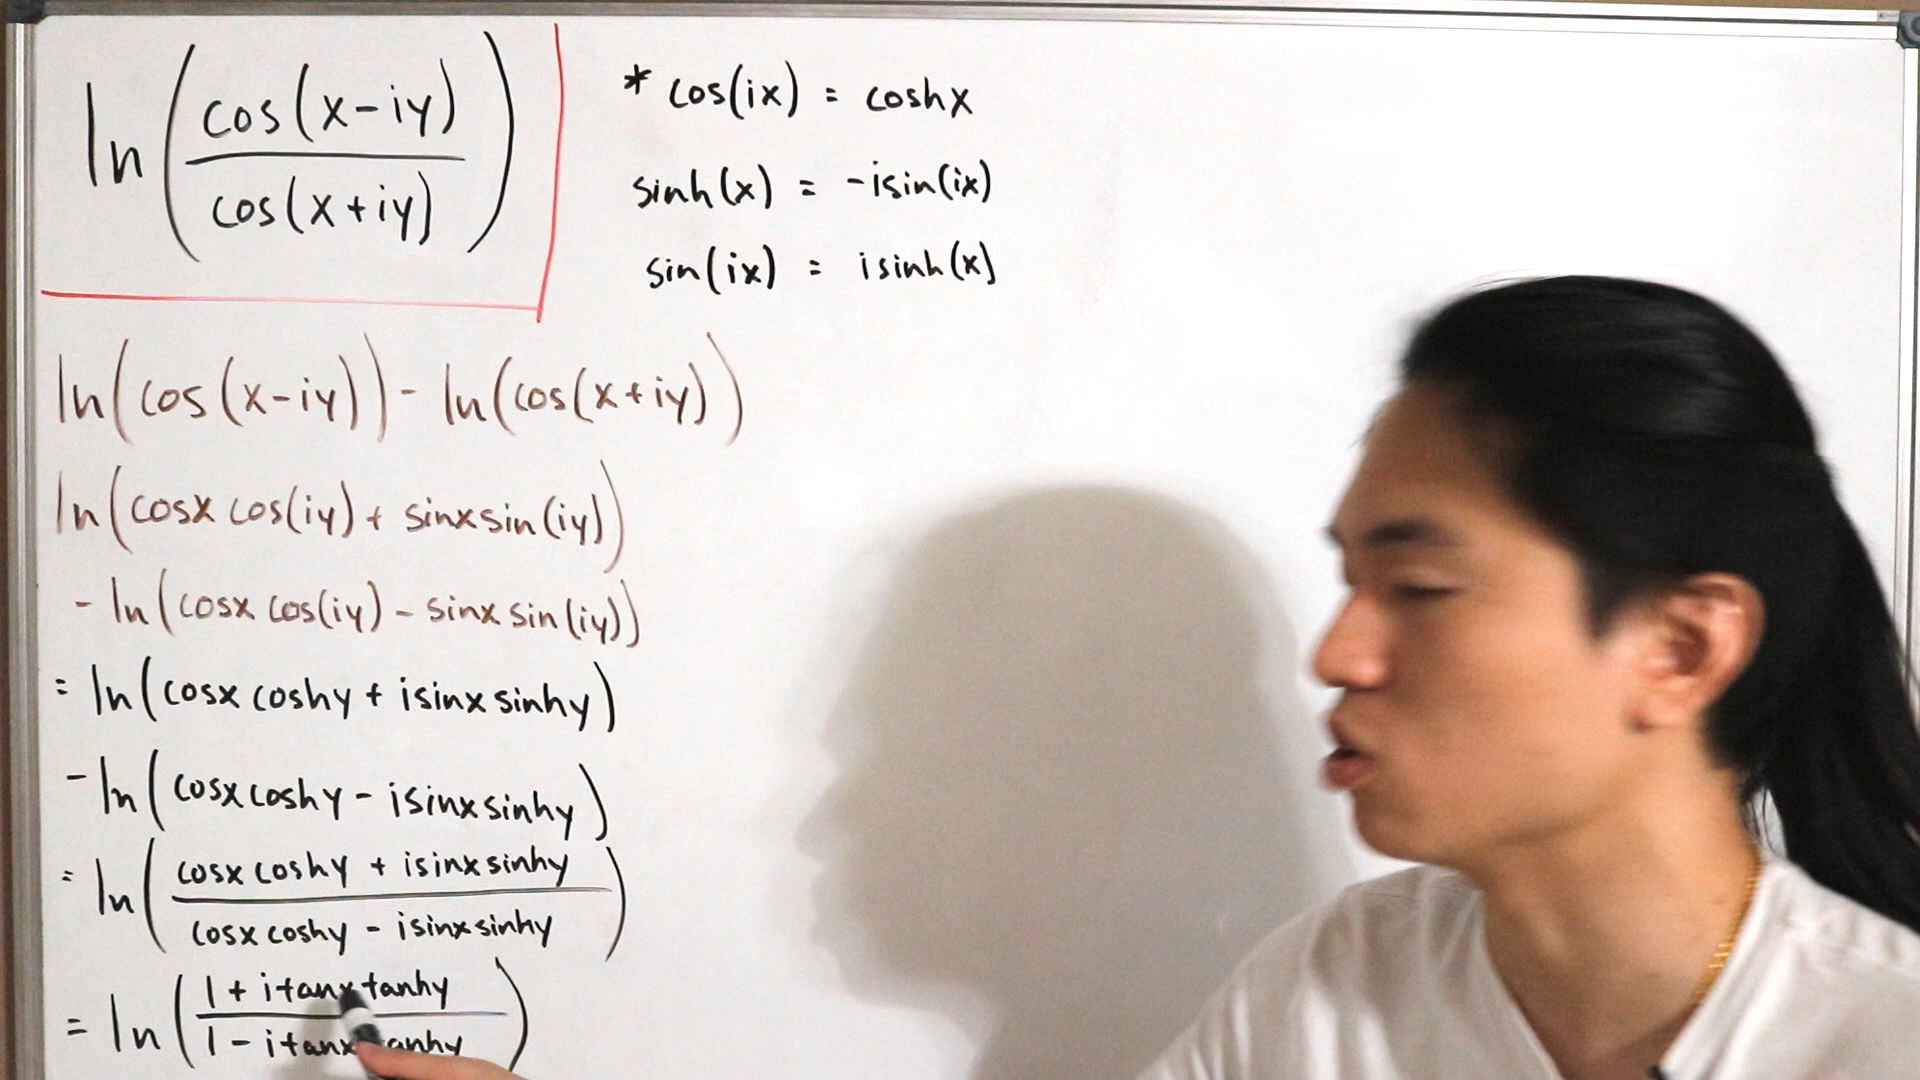 ln(cos(x-iy)/cos(x+iy))
* cos(ix) = coshx
sinh(x) = -isin(ix)
sin(ix) = isinh(x)
ln(cos(x-iy)) - ln(cos(x+iy))
ln(cosx cos(iy) + sinxsin(iy))
- ln(cosx cos(iy) - sinx sin(iy))
= ln(cosx coshy + isinx sinhy)
- ln(cosx coshy - isinx sinhy)
= ln(cosx coshy + isinx sinhy / cosx coshy - isinx sinhy)
= ln(1 + itanx tanhy / 1 - itanx tanhy)